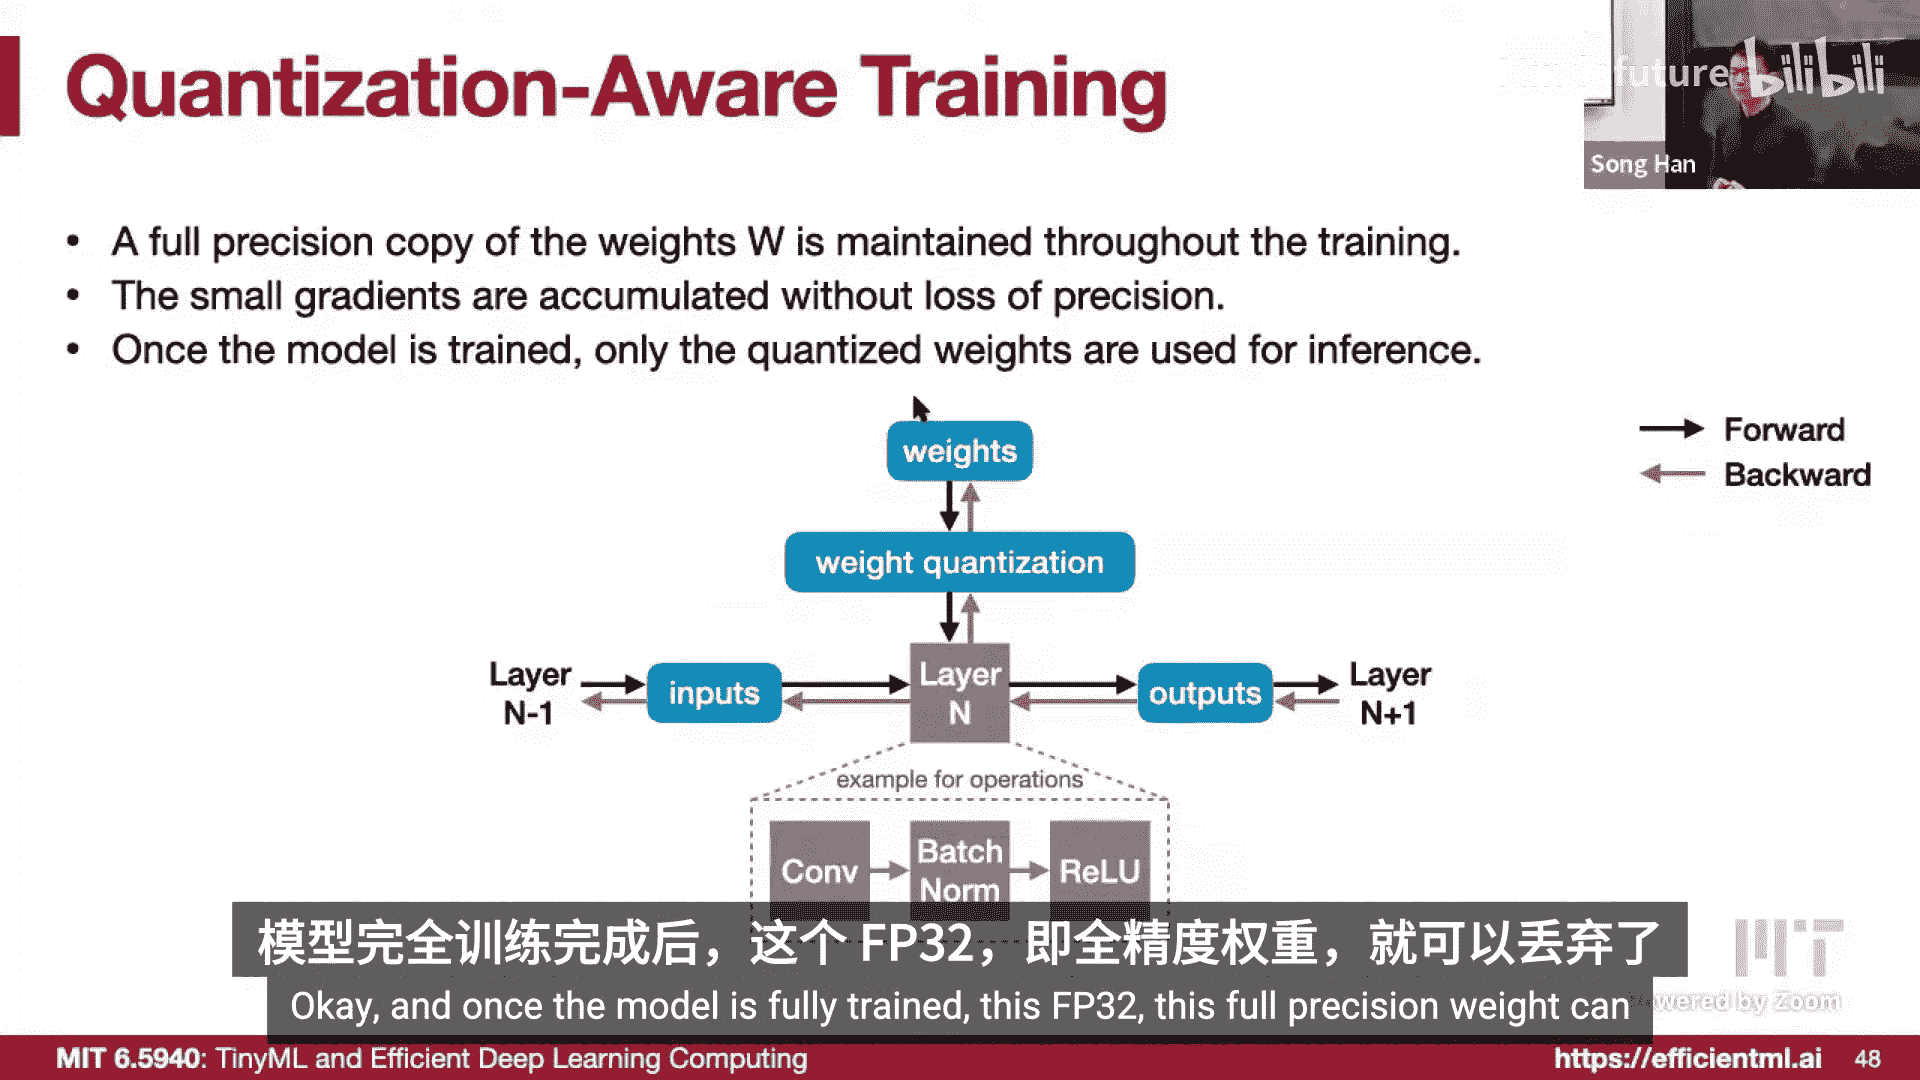 Quantization-Aware Training
future bilibili
Song Han
• A full precision copy of the weights W is maintained throughout the training.
• The small gradients are accumulated without loss of precision.
• Once the model is trained, only the quantized weights are used for inference.
weights
Forward
Backward
weight quantization
Layer
N-1
inputs
Layer
N
outputs
Layer
N+1
example for operations
Conv
Batch
Norm
ReLU
模型完全训练完成后，这个 FP32，即全精度权重，就可以丢弃了
Okay, and once the model is fully trained, this FP32, this full precision weight can
MIT
by Zoom
MIT 6.5940: TinyML and Efficient Deep Learning Computing
https://efficientml.ai
48